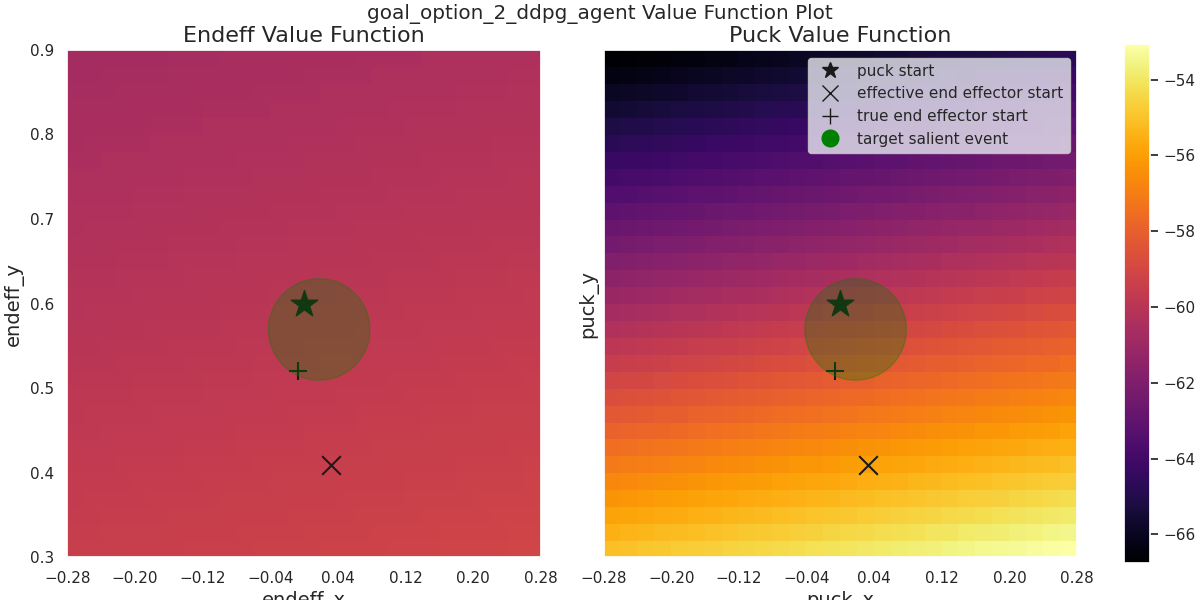 goal_option_2_ddpg_agent Value Function Plot
Endeff Value Function
0.9
0.8
0.7
0.6
0.5
0.4
0.3
endeff_y
−0.28 −0.20 −0.12 −0.04 0.04 0.12 0.20 0.28
endeff_x
Puck Value Function
puck start
effective end effector start
true end effector start
target salient event
puck_y
−0.28 −0.20 −0.12 −0.04 0.04 0.12 0.20 0.28
puck_x
−54
−56
−58
−60
−62
−64
−66